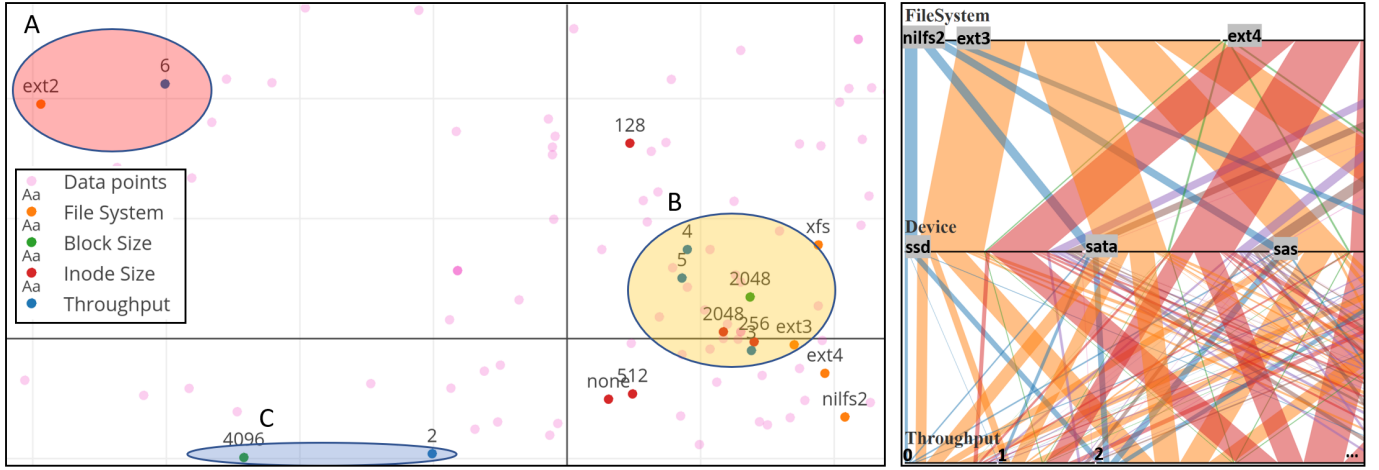 A
6
ext2
128
Data points
Aa
File System
Aa
Block Size
Aa
Inode Size
Aa
Throughput
B
xfs
4
5
2048
2048
256
3
ext3
ext4
none
512
nilfs2
C
4096
2
FileSystem
nilfs2 ext3 ext4
Device
ssd sata sas
Throughput
0 1 2 ...